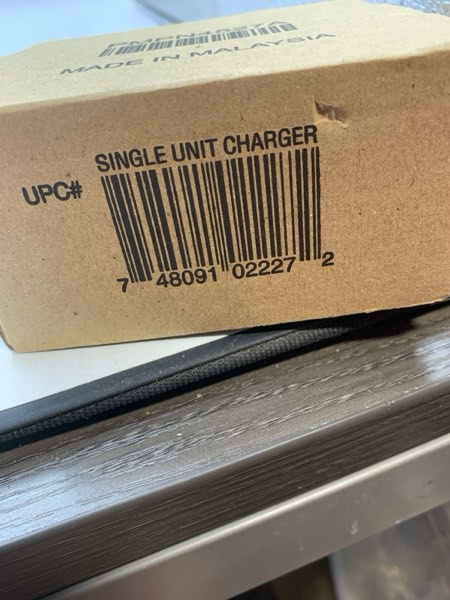 MADE IN MALAYSIA
SINGLE UNIT CHARGER
UPC#
7 48091 02227 2